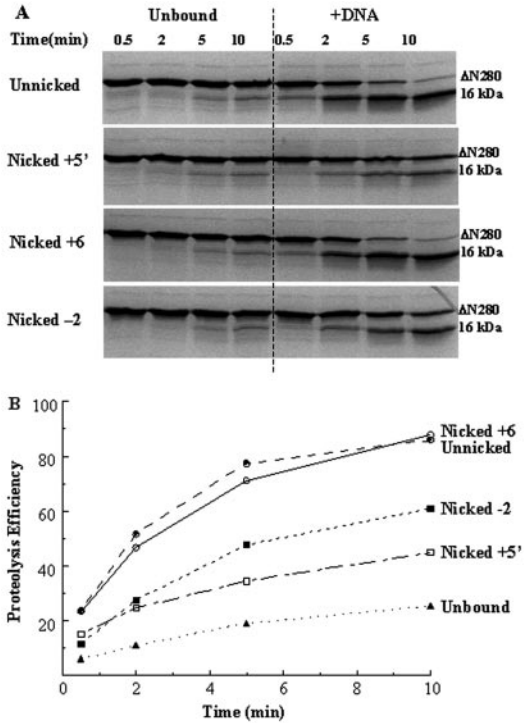 A
Unbound +DNA
Time(min) 0.5 2 5 10 0.5 2 5 10
Unnicked ΔN280
16 kDa
Nicked +5’ ΔN280
16 kDa
Nicked +6 ΔN280
16 kDa
Nicked –2 ΔN280
16 kDa
B
Proteolysis Efficiency
100
80
60
40
20
0 2 4 6 8 10
Time (min)
Nicked +6
Unnicked
Nicked -2
Nicked +5’
Unbound